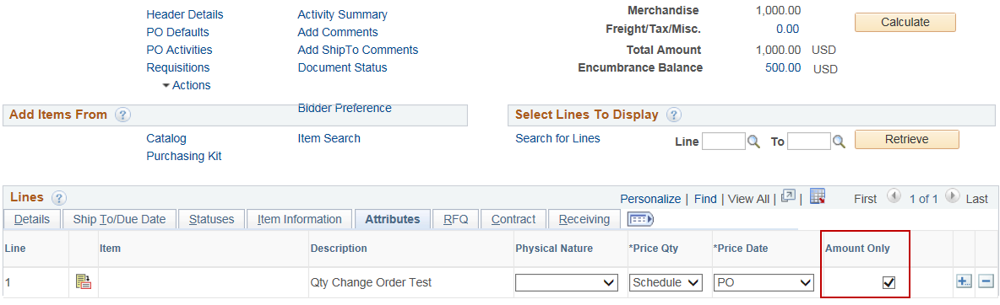 Header Details Activity Summary Merchandise 1,000.00
PO Defaults Add Comments Freight/Tax/Misc. 0.00 Calculate
PO Activities Add ShipTo Comments Total Amount 1,000.00 USD
Requisitions Document Status Encumbrance Balance 500.00 USD
Actions
Bidder Preference
Add Items From ? Select Lines To Display ?
Catalog Item Search Search for Lines Line To Retrieve
Purchasing Kit
Lines ? Personalize | Find | View All | | First 1 of 1 Last
Details Ship To/Due Date Statuses Item Information Attributes RFQ Contract Receiving
Line Item Description Physical Nature *Price Qty *Price Date Amount Only
1 Qty Change Order Test Schedule PO